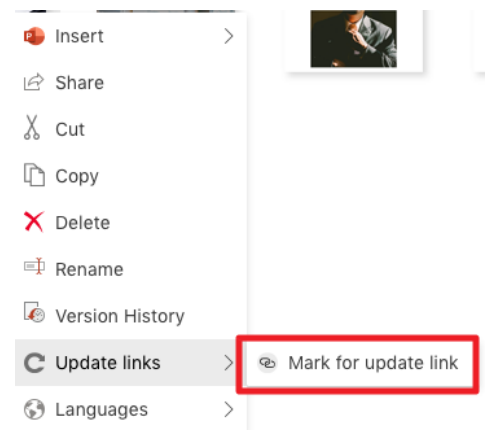 Insert
Share
Cut
Copy
Delete
Rename
Version History
Update links
Mark for update link
Languages